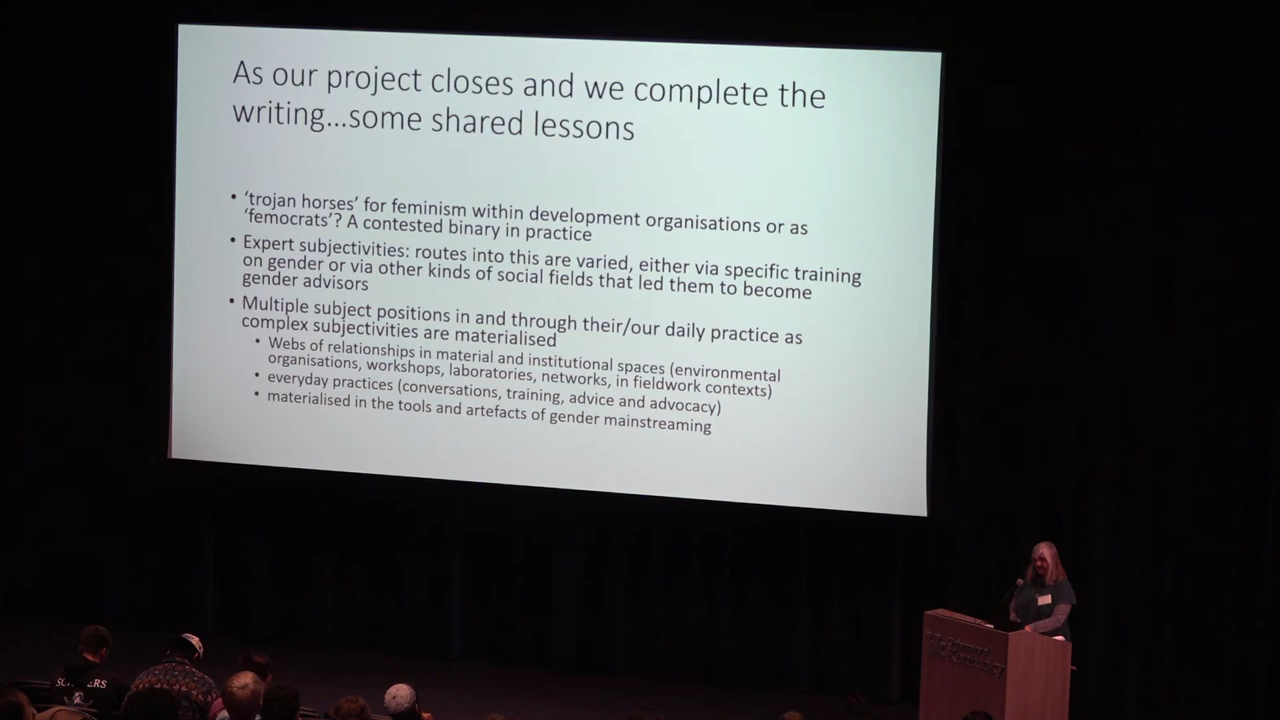 As our project closes and we complete the
writing...some shared lessons
• 'trojan horses' for feminism within development organisations or as
'femocrats'? A contested binary in practice
• Expert subjectivities: routes into this are varied, either via specific training
on gender or via other kinds of social fields that led them to become
gender advisors
• Multiple subject positions in and through their/our daily practice as
complex subjectivities are materialised
• Webs of relationships in material and institutional spaces (environmental
organisations, workshops, laboratories, networks, in fieldwork contexts)
• everyday practices (conversations, training, advice and advocacy)
• materialised in the tools and artefacts of gender mainstreaming